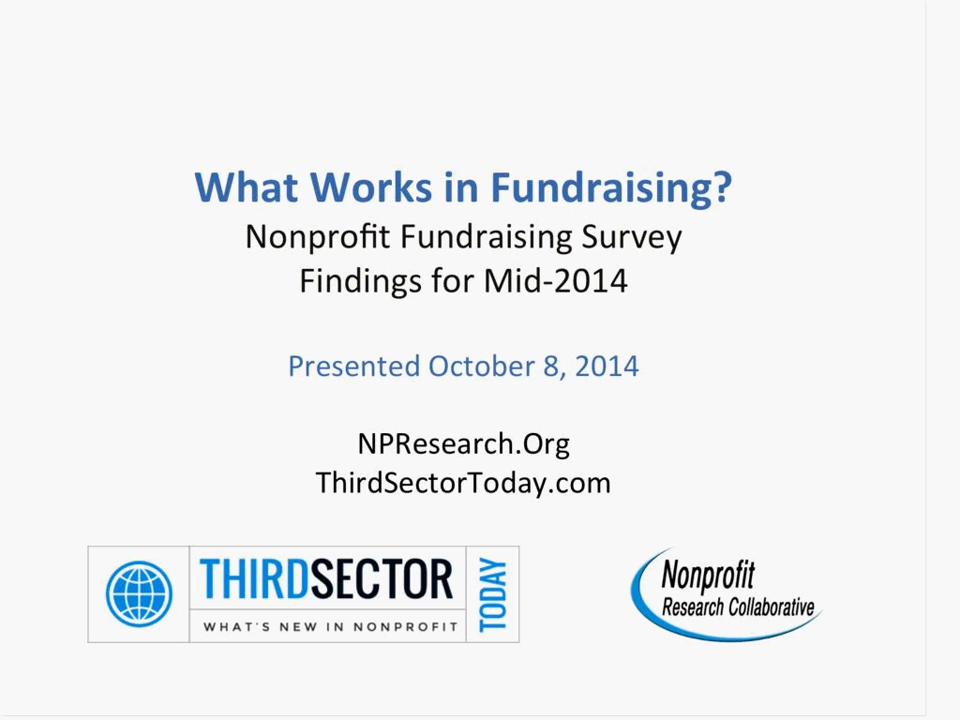 What Works in Fundraising?
Nonprofit Fundraising Survey
Findings for Mid-2014
Presented October 8, 2014
NPResearch.Org
ThirdSectorToday.com
THIRDSECTOR
WHAT'S NEW IN NONPROFIT
TODAY
Nonprofit
Research Collaborative